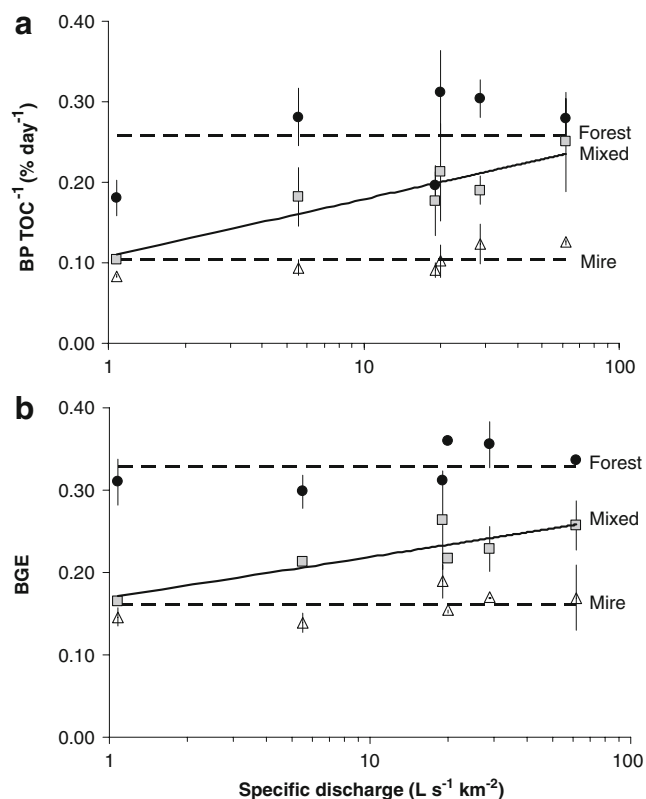 a
BP TOC⁻¹ (% day⁻¹)
0.40
0.30
0.20
0.10
0.00
Forest
Mixed
Mire
1
10
100
b
BGE
0.40
0.30
0.20
0.10
0.00
Forest
Mixed
Mire
1
10
100
Specific discharge (L s⁻¹ km⁻²)